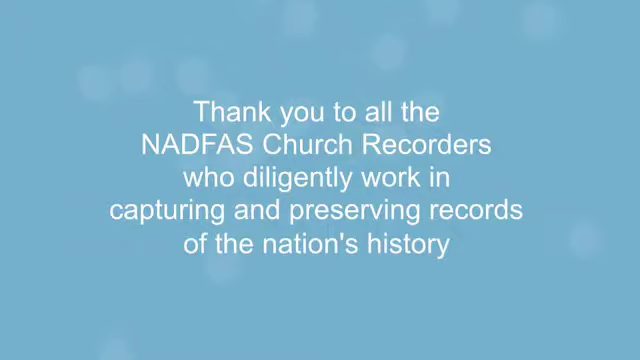 Thank you to all the
NADFAS Church Recorders
who diligently work in
capturing and preserving records
of the nation's history